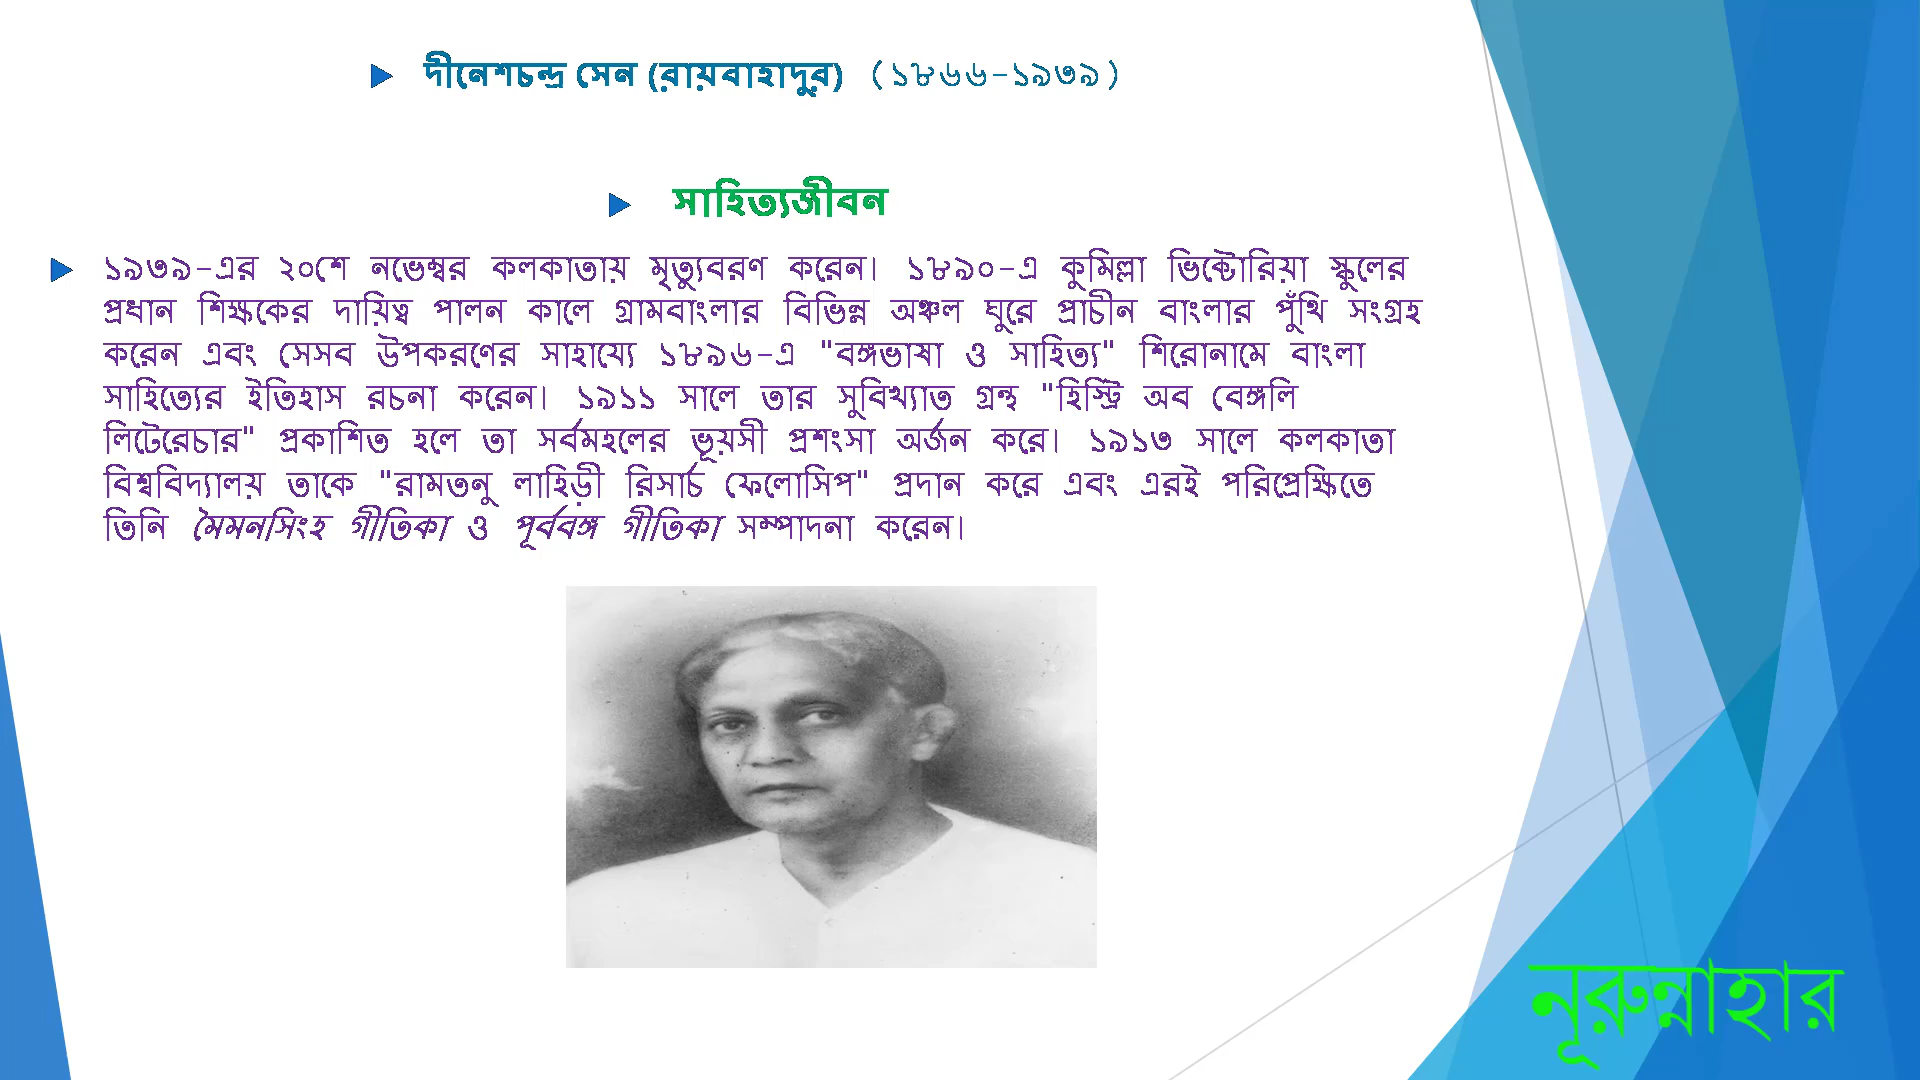 দীনেশচন্দ্র সেন (রায়বাহাদুর) (১৮৬৬-১৯৩৯)
সাহিত্যজীবন
১৯৩৯-এর ২০শে নভেম্বর কলকাতায় মৃত্যুবরণ করেন। ১৮৯০-এ কুমিল্লা ভিক্টোরিয়া স্কুলের
প্রধান শিক্ষকের দায়িত্ব পালন কালে গ্রামবাংলার বিভিন্ন অঞ্চল ঘুরে প্রাচীন বাংলার পুঁথি সংগ্রহ
করেন এবং সেসব উপকরণের সাহায্যে ১৮৯৬-এ "বঙ্গভাষা ও সাহিত্য" শিরোনামে বাংলা
সাহিত্যের ইতিহাস রচনা করেন। ১৯১১ সালে তার সুবিখ্যাত গ্রন্থ "হিস্ট্রি অব বেঙ্গলি
লিটেরেচার" প্রকাশিত হলে তা সর্বমহলের ভূয়সী প্রশংসা অর্জন করে। ১৯১৩ সালে কলকাতা
বিশ্ববিদ্যালয় তাকে "রামতনু লাহিড়ী রিসার্চ ফেলোসিপ" প্রদান করে এবং এরই পরিপ্রেক্ষিতে
তিনি মৈমনসিংহ গীতিকা ও পূর্ববঙ্গ গীতিকা সম্পাদনা করেন।
নূরুন্নাহার